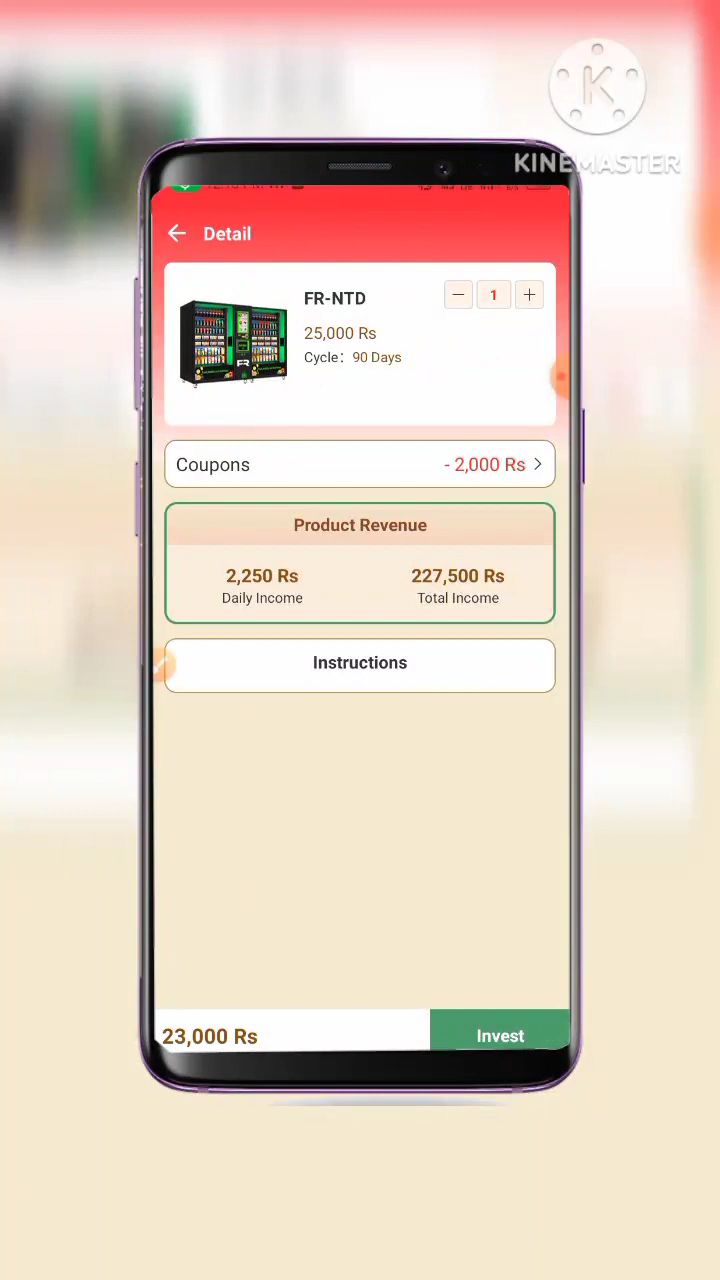 KINEMASTER
Detail
FR-NTD
− 1 +
25,000 Rs
Cycle: 90 Days
FR
Coupons - 2,000 Rs
Product Revenue
2,250 Rs 227,500 Rs
Daily Income Total Income
Instructions
23,000 Rs Invest